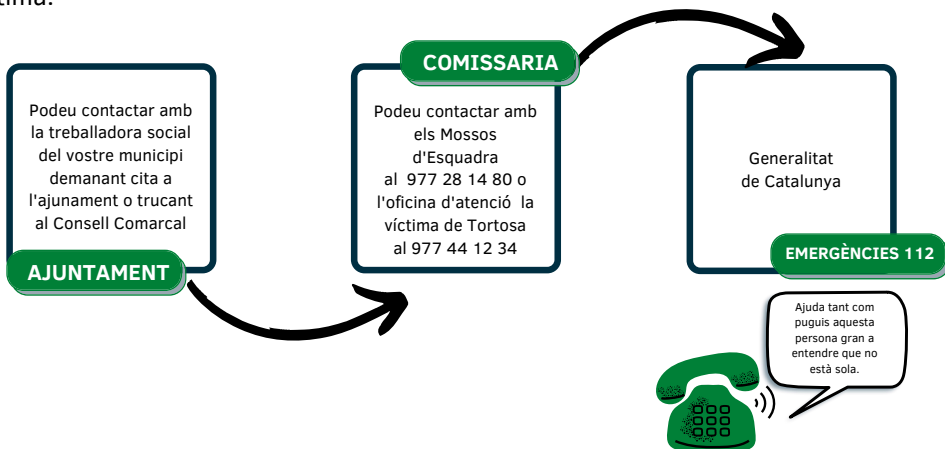 tima.
Podeu contactar amb
la treballadora social
del vostre municipi
demanant cita a
l'ajunament o trucant
al Consell Comarcal
AJUNTAMENT
COMISSARIA
Podeu contactar amb
els Mossos
d'Esquadra
al 977 28 14 80 o
l'oficina d'atenció la
víctima de Tortosa
al 977 44 12 34
Generalitat
de Catalunya
EMERGÈNCIES 112
Ajuda tant com
puguis aquesta
persona gran a
entendre que no
està sola.